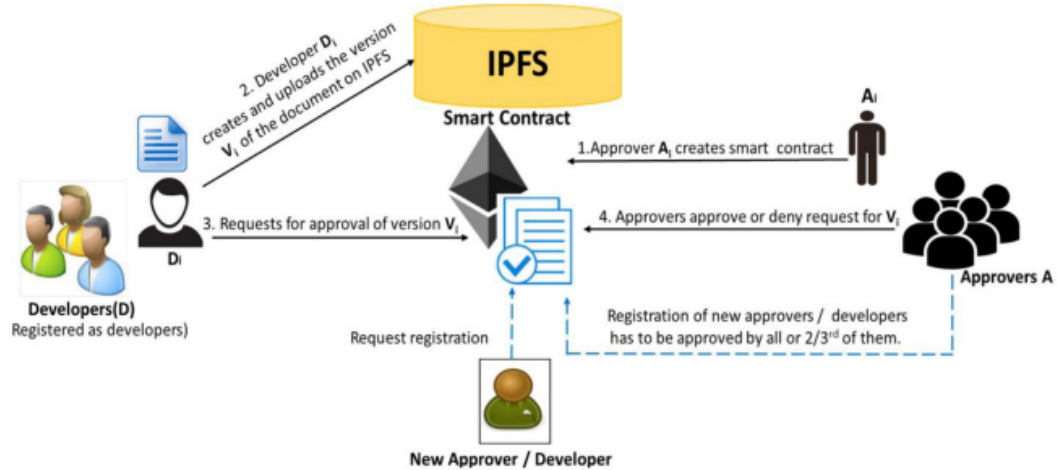 IPFS
2. Developer Di
creates and uploads the version
Vi of the document on IPFS
Smart Contract
Ai
1.Approver Ai creates smart contract
3. Requests for approval of version Vi
4. Approvers approve or deny request for Vi
Di
Approvers A
Developers(D)
Registered as developers)
Request registration
Registration of new approvers / developers
has to be approved by all or 2/3rd of them.
New Approver / Developer